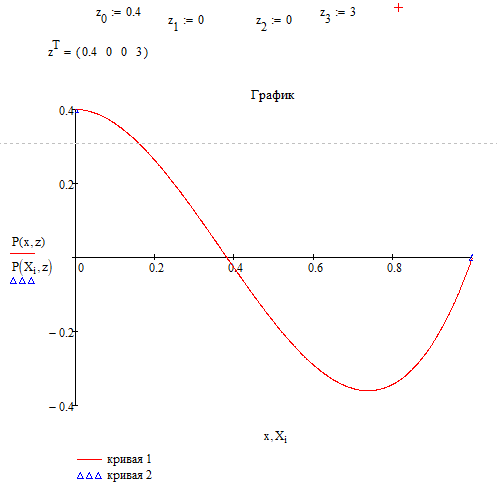 z₀ := 0.4 z₁ := 0 z₂ := 0 z₃ := 3
zᵀ = (0.4 0 0 3)
График
0.4
0.2
P(x,z)
P(Xᵢ,z)
0 0.2 0.4 0.6 0.8
−0.2
−0.4
x,Xᵢ
кривая 1
кривая 2